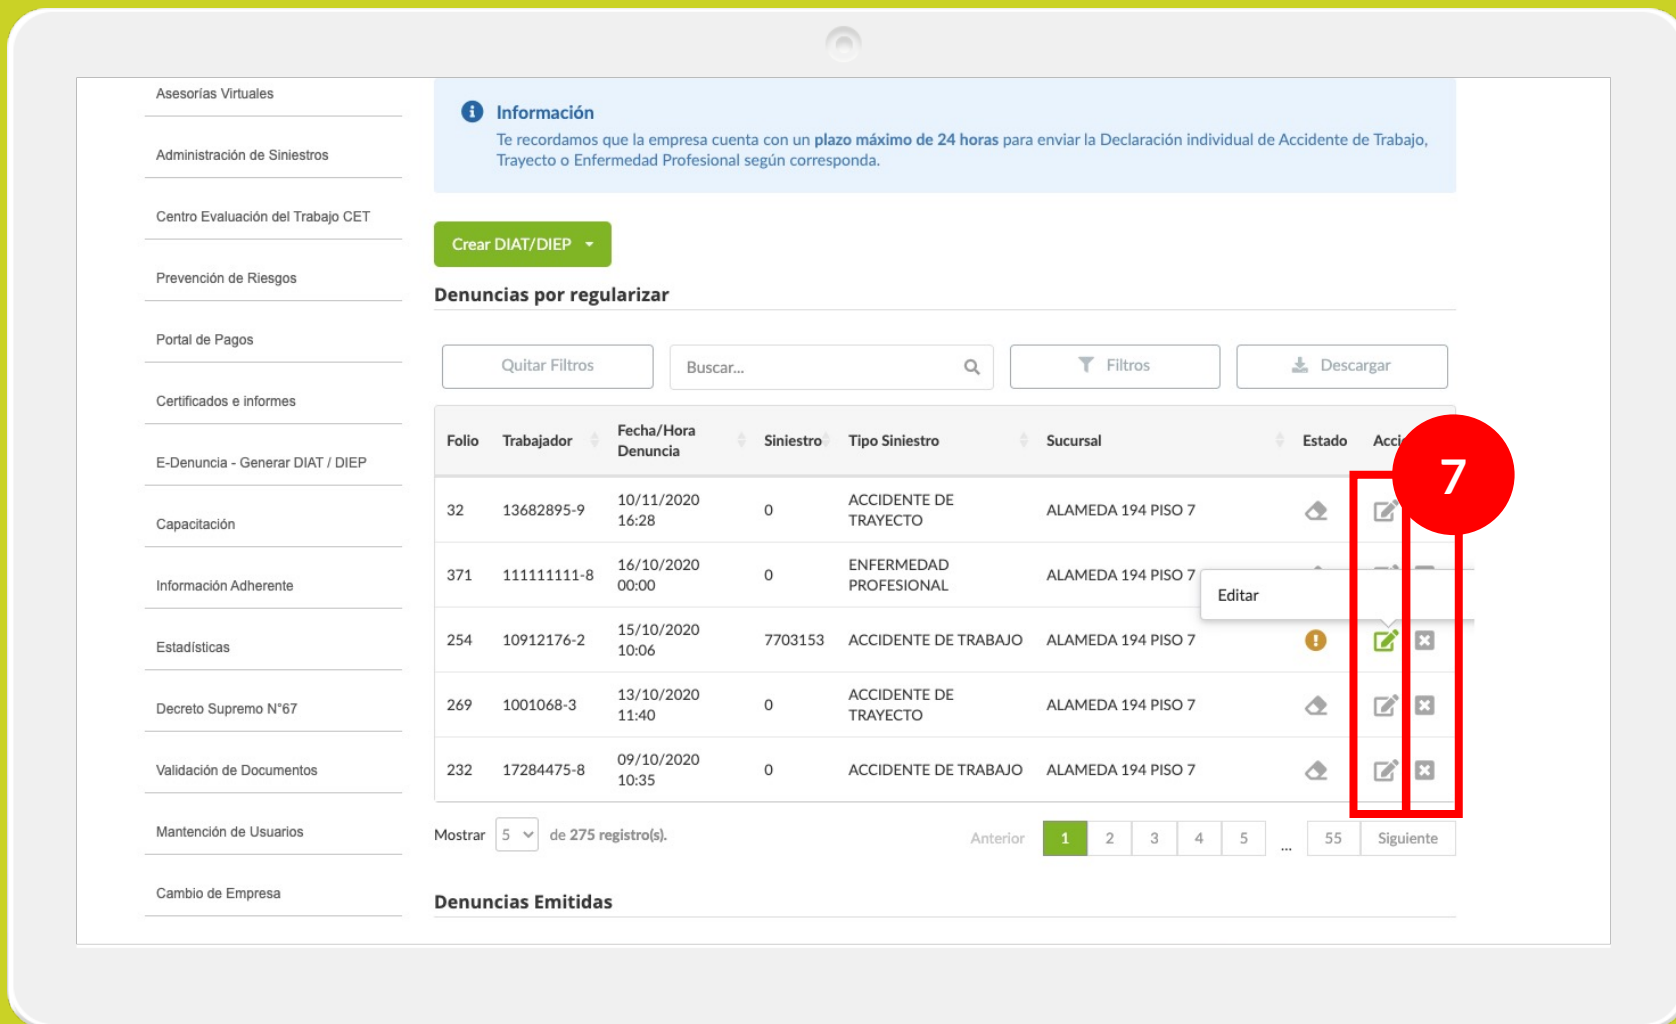 Asesorías Virtuales
Administración de Siniestros
Centro Evaluación del Trabajo CET
Prevención de Riesgos
Portal de Pagos
Certificados e informes
E-Denuncia - Generar DIAT / DIEP
Capacitación
Información Adherente
Estadísticas
Decreto Supremo N°67
Validación de Documentos
Mantención de Usuarios
Cambio de Empresa
Información
Te recordamos que la empresa cuenta con un plazo máximo de 24 horas para enviar la Declaración individual de Accidente de Trabajo,
Trayecto o Enfermedad Profesional según corresponda.
Crear DIAT/DIEP
Denuncias por regularizar
Quitar Filtros Buscar... Filtros Descargar
Folio Trabajador Fecha/Hora Denuncia Siniestro Tipo Siniestro Sucursal Estado
7
32 13682895-9 10/11/2020 16:28 0 ACCIDENTE DE TRAYECTO ALAMEDA 194 PISO 7
371 111111111-8 16/10/2020 00:00 0 ENFERMEDAD PROFESIONAL ALAMEDA 194 PISO 7
Editar
254 10912176-2 15/10/2020 10:06 7703153 ACCIDENTE DE TRABAJO ALAMEDA 194 PISO 7
269 1001068-3 13/10/2020 11:40 0 ACCIDENTE DE TRAYECTO ALAMEDA 194 PISO 7
232 17284475-8 09/10/2020 10:35 0 ACCIDENTE DE TRABAJO ALAMEDA 194 PISO 7
Mostrar 5 de 275 registro(s). Anterior 1 2 3 4 5 ... 55 Siguiente
Denuncias Emitidas